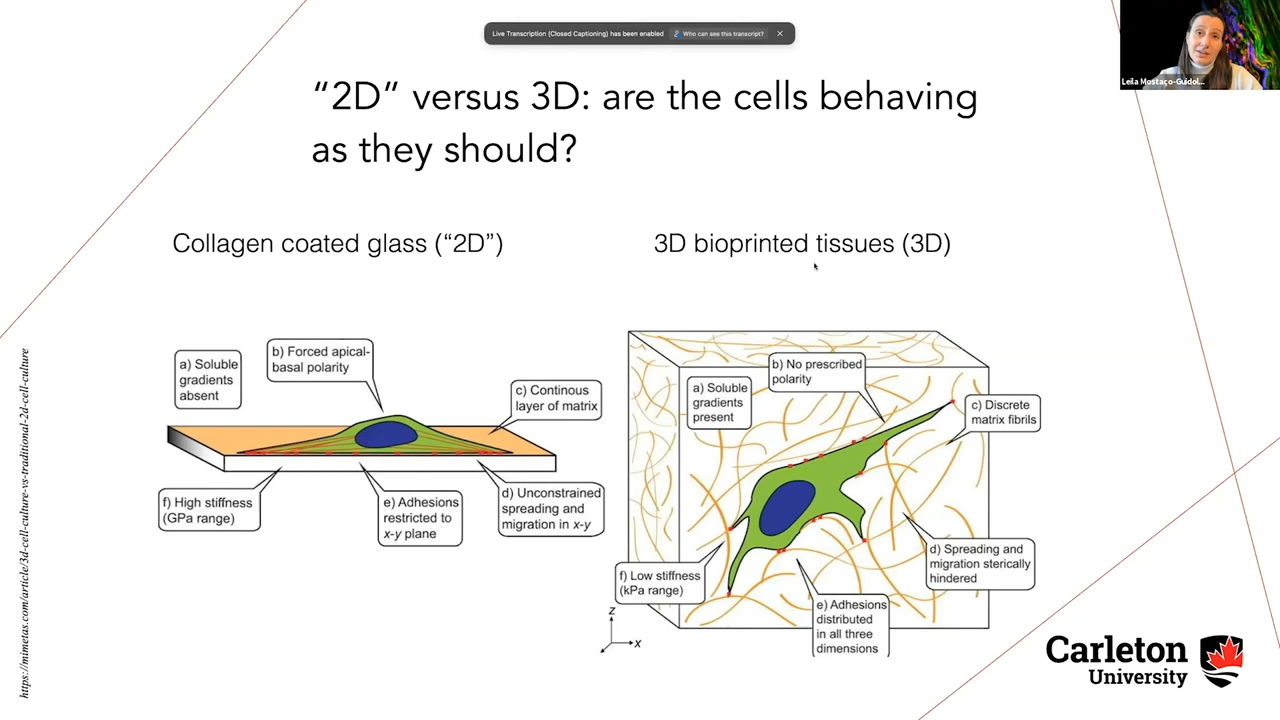 Live Transcription (Closed Captioning) has been enabled
Who can see this transcript?
Leila Mostaço-Guidol...
“2D” versus 3D: are the cells behaving
as they should?
Collagen coated glass (“2D”)
3D bioprinted tissues (3D)
a) Soluble
gradients
absent
b) Forced apical-
basal polarity
c) Continous
layer of matrix
f) High stiffness
(GPa range)
e) Adhesions
restricted to
x-y plane
d) Unconstrained
spreading and
migration in x-y
a) Soluble
gradients
present
b) No prescribed
polarity
c) Discrete
matrix fibrils
f) Low stiffness
(kPa range)
e) Adhesions
distributed
in all three
dimensions
d) Spreading and
migration sterically
hindered
z
x
https://mimetas.com/article/3d-cell-culture-vs-traditional-2d-cell-culture
Carleton
University